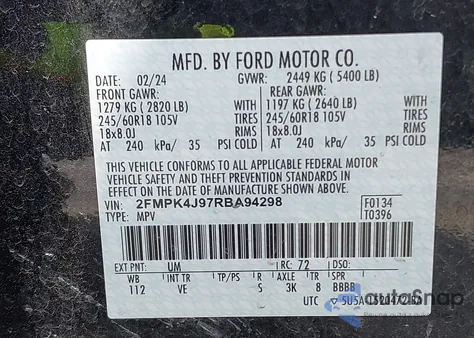 MFD. BY FORD MOTOR CO.
DATE: 02/24 GVWR: 2449 KG ( 5400 LB)
FRONT GAWR: REAR GAWR:
1279 KG ( 2820 LB) WITH 1197 KG ( 2640 LB) WITH
245/60R18 105V TIRES 245/60R18 105V TIRES
18x8.0J RIMS 18x8.0J RIMS
AT 240 kPa/ 35 PSI COLD AT 240 kPa/ 35 PSI COLD
THIS VEHICLE CONFORMS TO ALL APPLICABLE FEDERAL MOTOR
VEHICLE SAFETY AND THEFT PREVENTION STANDARDS IN
EFFECT ON THE DATE OF MANUFACTURE SHOWN ABOVE.
VIN: 2FMPK4J97RBA94298 F0134
TYPE: MPV T0396
EXT PNT: UM RC: 72 DSO:
WB INT TR TP/PS R AXLE TR SPR
112 VE S 3K 8 BBBB
UTC
autoSnap